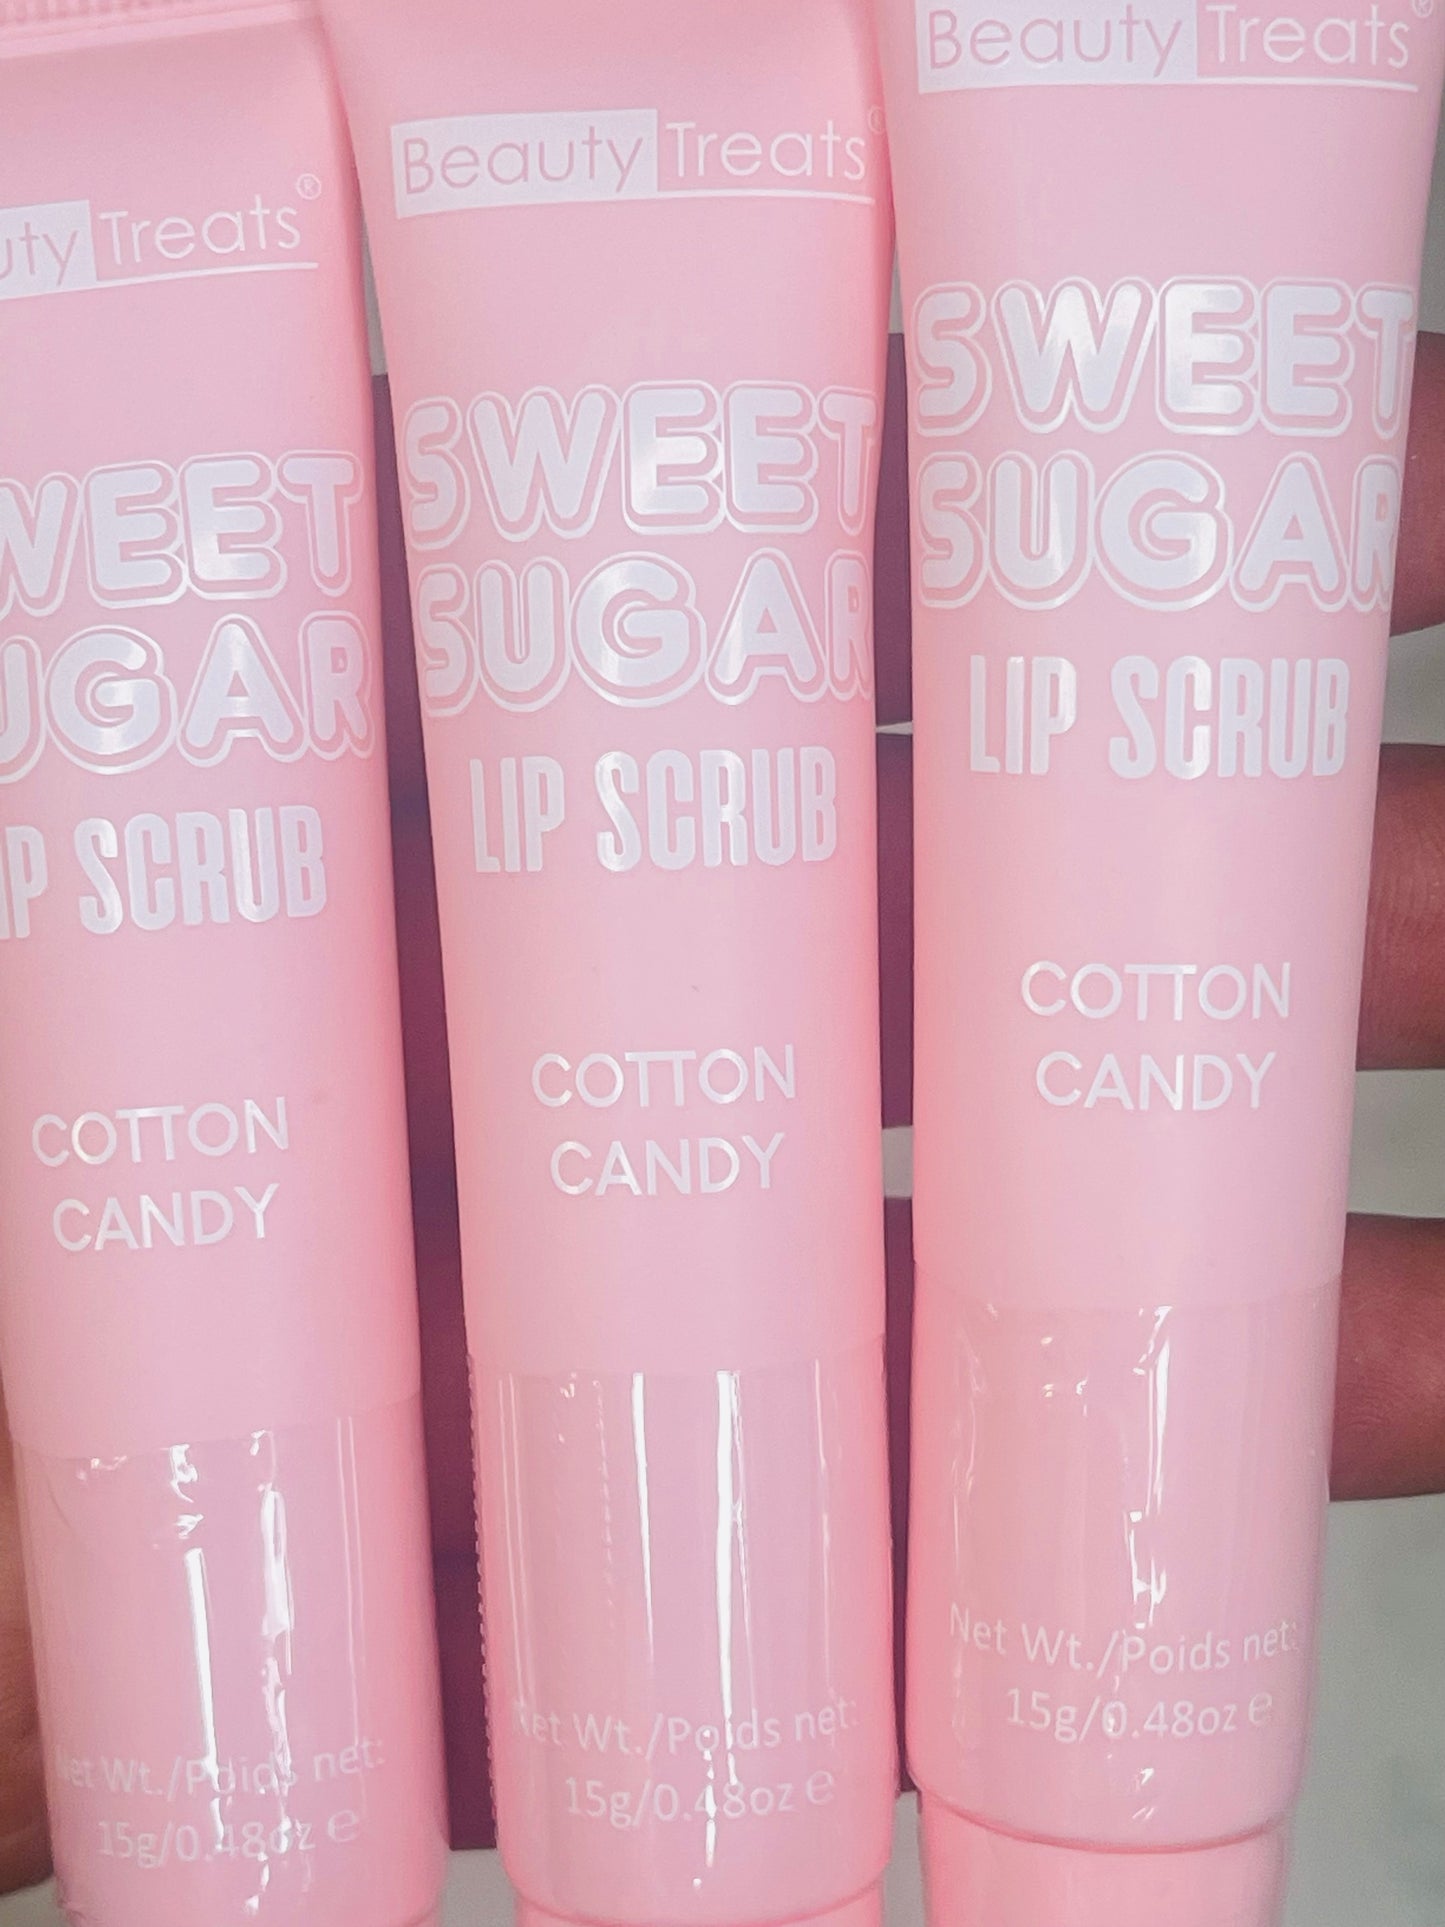 uty Treats®
WEET
UGAR
IP SCRUB
COTTON
CANDY
Net Wt./Poids net:
15g/0.48oz e
Beauty Treats®
SWEET
SUGAR
LIP SCRUB
COTTON
CANDY
Net Wt./Poids net:
15g/0.48oz e
Beauty Treats®
SWEET
SUGAR
LIP SCRUB
COTTON
CANDY
Net Wt./Poids net:
15g/0.48oz e